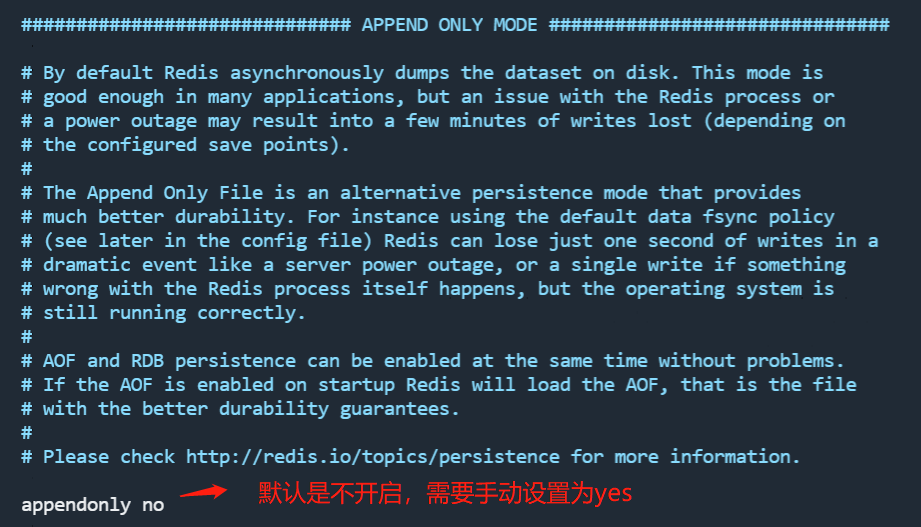 ############################## APPEND ONLY MODE ###############################
# By default Redis asynchronously dumps the dataset on disk. This mode is
# good enough in many applications, but an issue with the Redis process or
# a power outage may result into a few minutes of writes lost (depending on
# the configured save points).
#
# The Append Only File is an alternative persistence mode that provides
# much better durability. For instance using the default data fsync policy
# (see later in the config file) Redis can lose just one second of writes in a
# dramatic event like a server power outage, or a single write if something
# wrong with the Redis process itself happens, but the operating system is
# still running correctly.
#
# AOF and RDB persistence can be enabled at the same time without problems.
# If the AOF is enabled on startup Redis will load the AOF, that is the file
# with the better durability guarantees.
#
# Please check http://redis.io/topics/persistence for more information.
appendonly no
默认是不开启，需要手动设置为yes